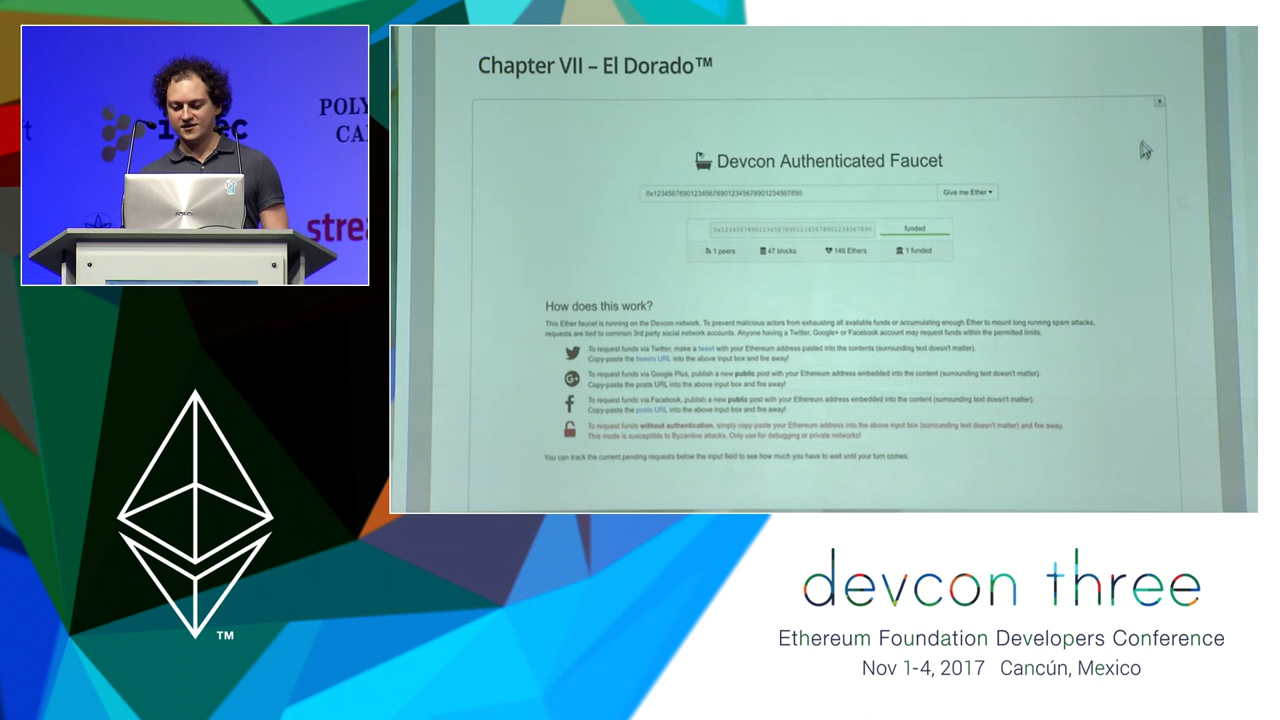 POLY
CA
stre
ASUS
Chapter VII – El Dorado™
x
Devcon Authenticated Faucet
0x1234567890123456789012345678901234567890
Give me Ether
0x1234567890123456789012345678901234567890
funded
1 peers
47 blocks
146 Ethers
1 funded
How does this work?
This Ether faucet is running on the Devcon network. To prevent malicious actors from exhausting all available funds or accumulating enough Ether to mount long running spam attacks,
requests are tied to common 3rd party social network accounts. Anyone having a Twitter, Google+ or Facebook account may request funds within the permitted limits.
To request funds via Twitter, make a tweet with your Ethereum address pasted into the contents (surrounding text doesn't matter).
Copy-paste the tweets URL into the above input box and fire away!
To request funds via Google Plus, publish a new public post with your Ethereum address embedded into the content (surrounding text doesn't matter).
Copy-paste the posts URL into the above input box and fire away!
To request funds via Facebook, publish a new public post with your Ethereum address embedded into the content (surrounding text doesn't matter).
Copy-paste the posts URL into the above input box and fire away!
To request funds without authentication, simply copy-paste your Ethereum address into the above input box (surrounding text doesn't matter) and fire away.
This mode is susceptible to Byzantine attacks. Only use for debugging or private networks!
You can track the current pending requests below the input field to see how much you have to wait until your turn comes.
TM
devcon three
Ethereum Foundation Developers Conference
Nov 1-4, 2017 Cancún, Mexico